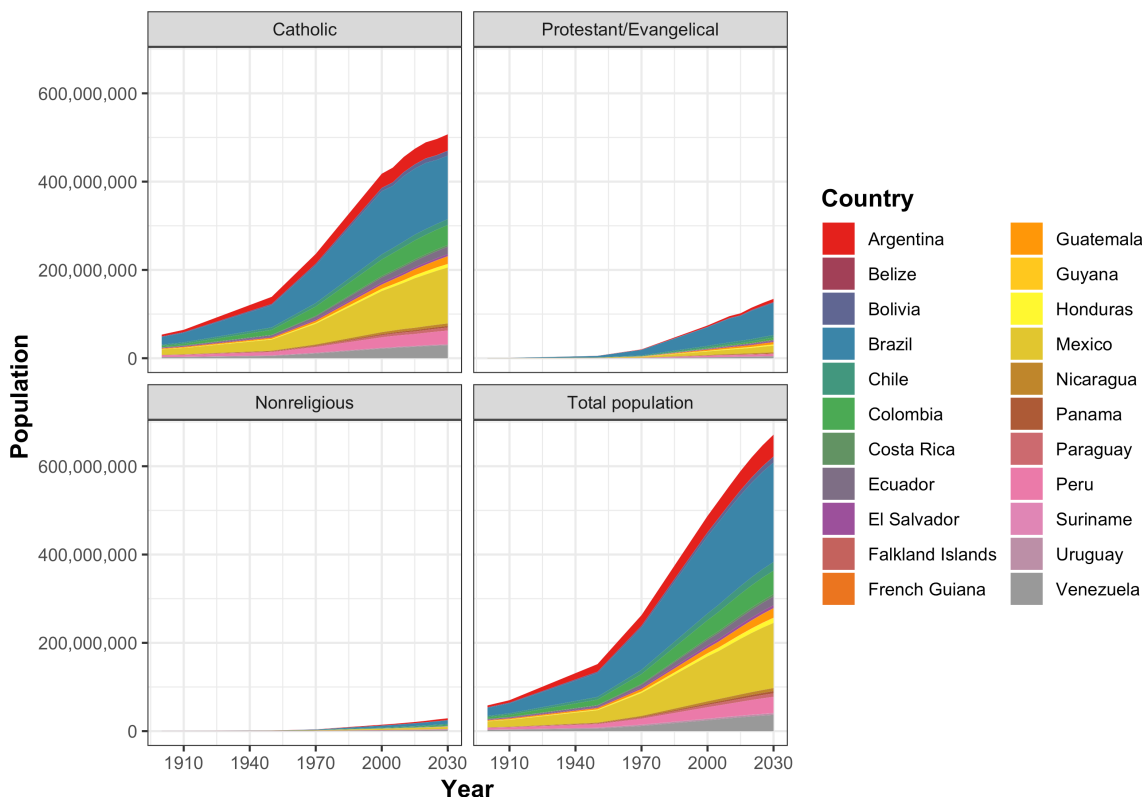 Catholic
Protestant/Evangelical
600,000,000
400,000,000
200,000,000
0
Nonreligious
Total population
600,000,000
400,000,000
200,000,000
0
1910 1940 1970 2000 2030 1910 1940 1970 2000 2030
Year
Population
Country
Argentina
Belize
Bolivia
Brazil
Chile
Colombia
Costa Rica
Ecuador
El Salvador
Falkland Islands
French Guiana
Guatemala
Guyana
Honduras
Mexico
Nicaragua
Panama
Paraguay
Peru
Suriname
Uruguay
Venezuela